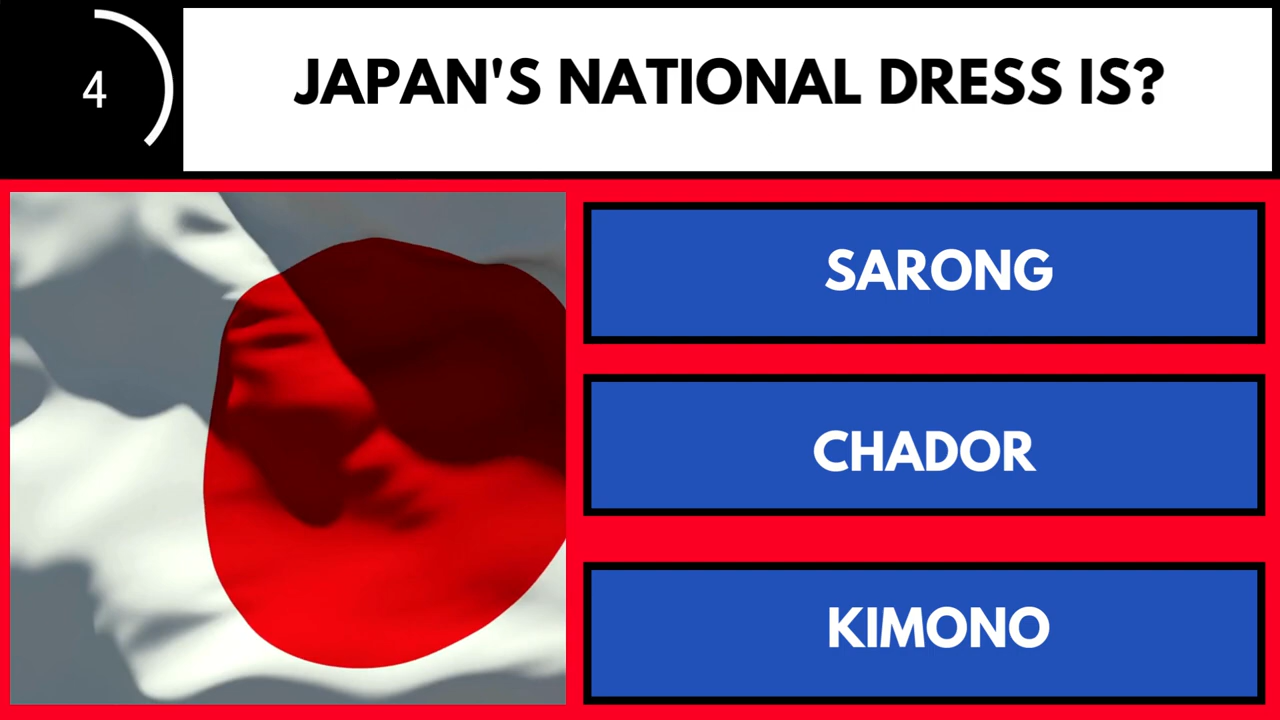 4
JAPAN'S NATIONAL DRESS IS?
SARONG
CHADOR
KIMONO